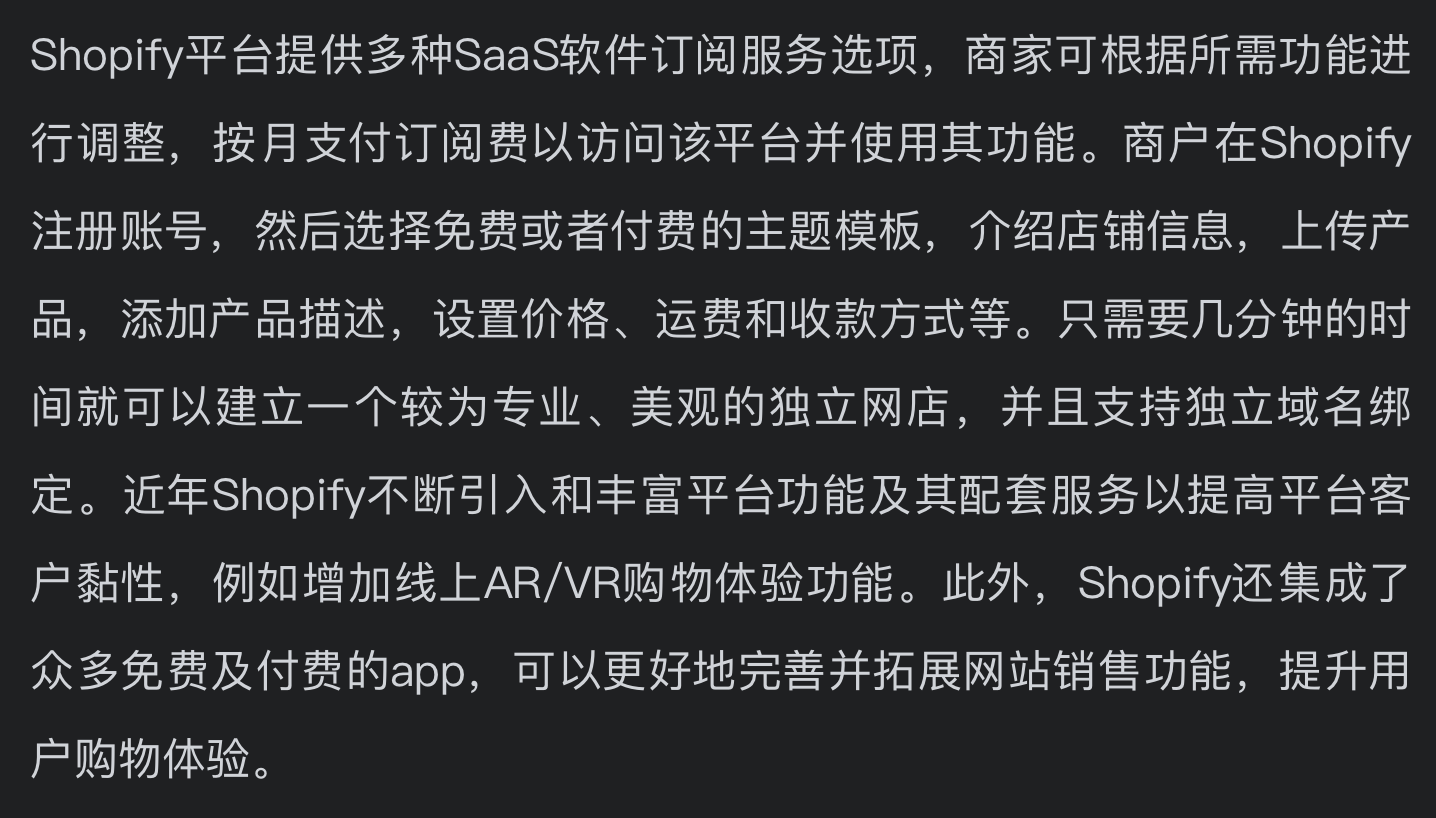 Shopify平台提供多种SaaS软件订阅服务选项，商家可根据所需功能进
行调整，按月支付订阅费以访问该平台并使用其功能。商户在Shopify
注册账号，然后选择免费或者付费的主题模板，介绍店铺信息，上传产
品，添加产品描述，设置价格、运费和收款方式等。只需要几分钟的时
间就可以建立一个较为专业、美观的独立网店，并且支持独立域名绑
定。近年Shopify不断引入和丰富平台功能及其配套服务以提高平台客
户黏性，例如增加线上AR/VR购物体验功能。此外，Shopify还集成了
众多免费及付费的app，可以更好地完善并拓展网站销售功能，提升用
户购物体验。